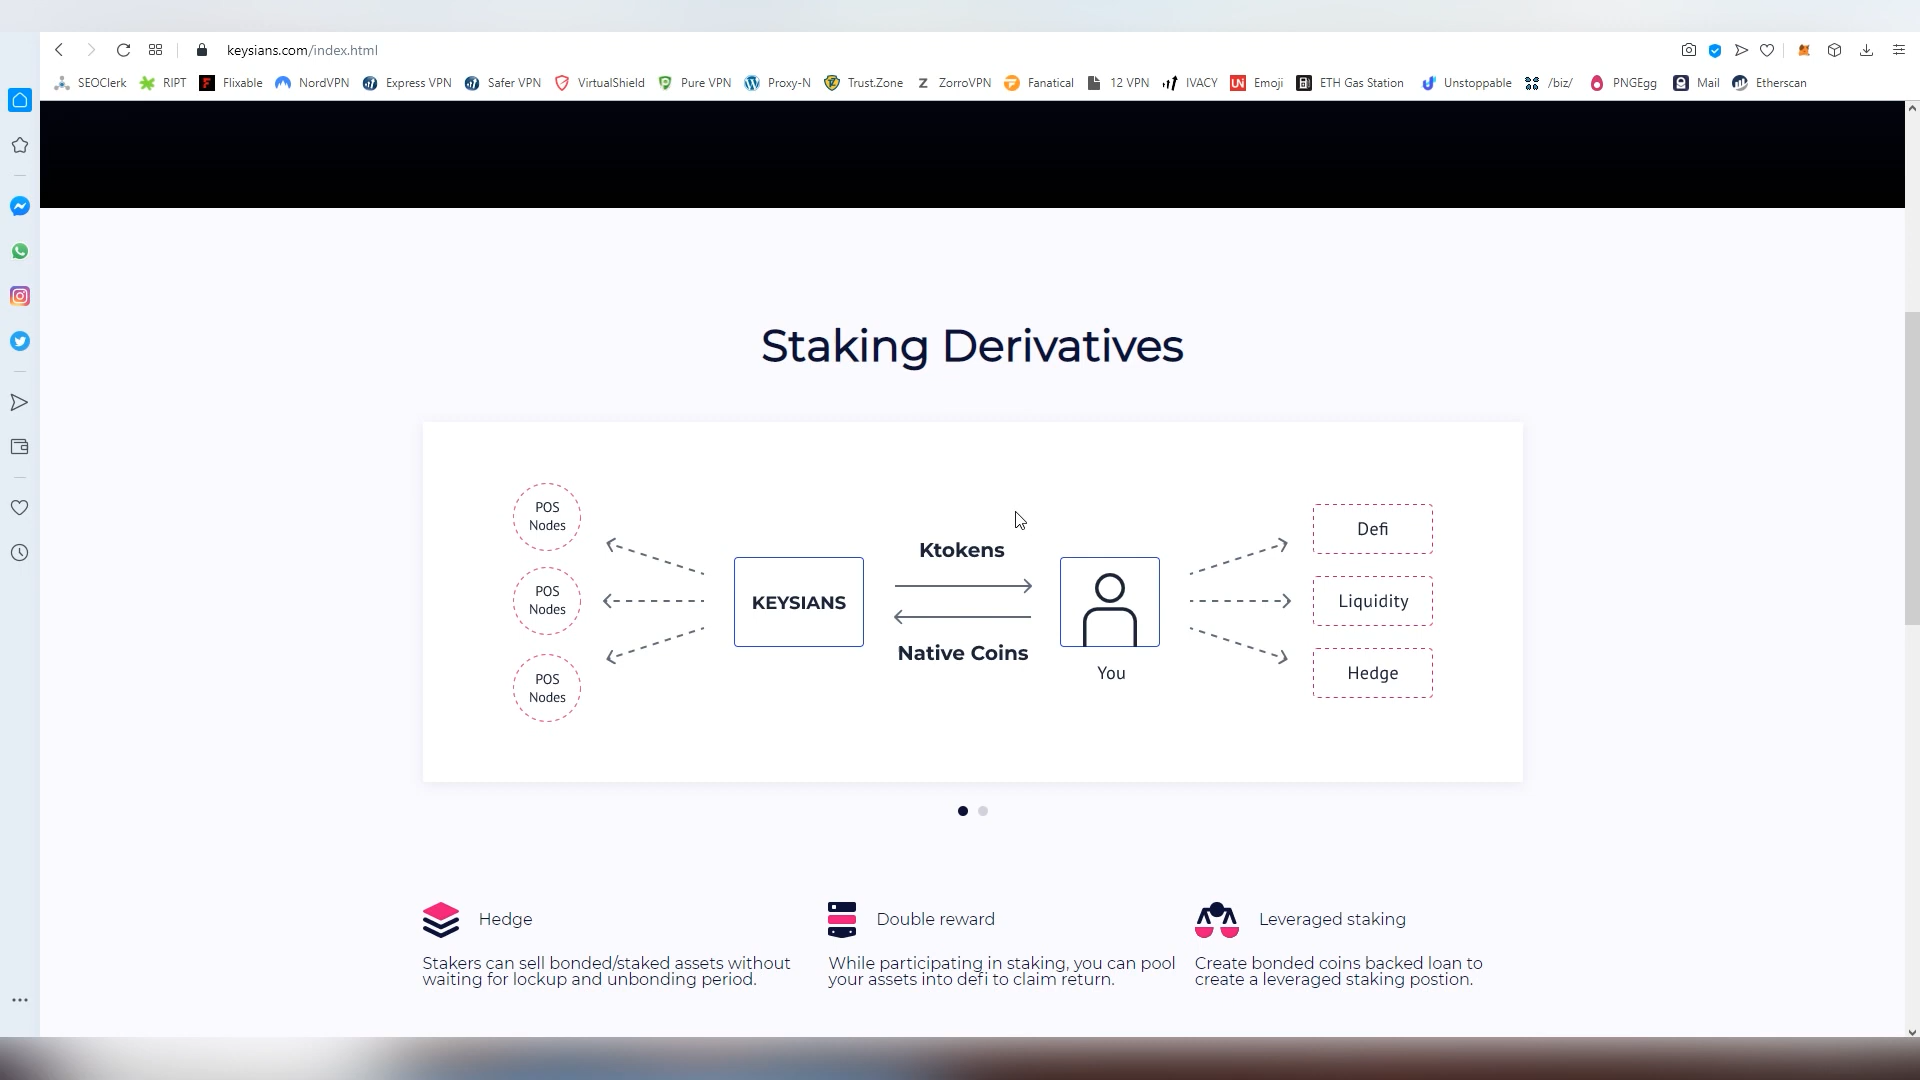 keysians.com/index.html
SEOClerk RIPT Flixable NordVPN Express VPN Safer VPN VirtualShield Pure VPN Proxy-N Trust.Zone ZorroVPN Fanatical 12 VPN IVACY Emoji ETH Gas Station Unstoppable /biz/ PNGEgg Mail Etherscan
Staking Derivatives
POS
Nodes
POS
Nodes
POS
Nodes
KEYSIANS
Ktokens
Native Coins
You
Defi
Liquidity
Hedge
Hedge
Stakers can sell bonded/staked assets without
waiting for lockup and unbonding period.
Double reward
While participating in staking, you can pool
your assets into defi to claim return.
Leveraged staking
Create bonded coins backed loan to
create a leveraged staking postion.